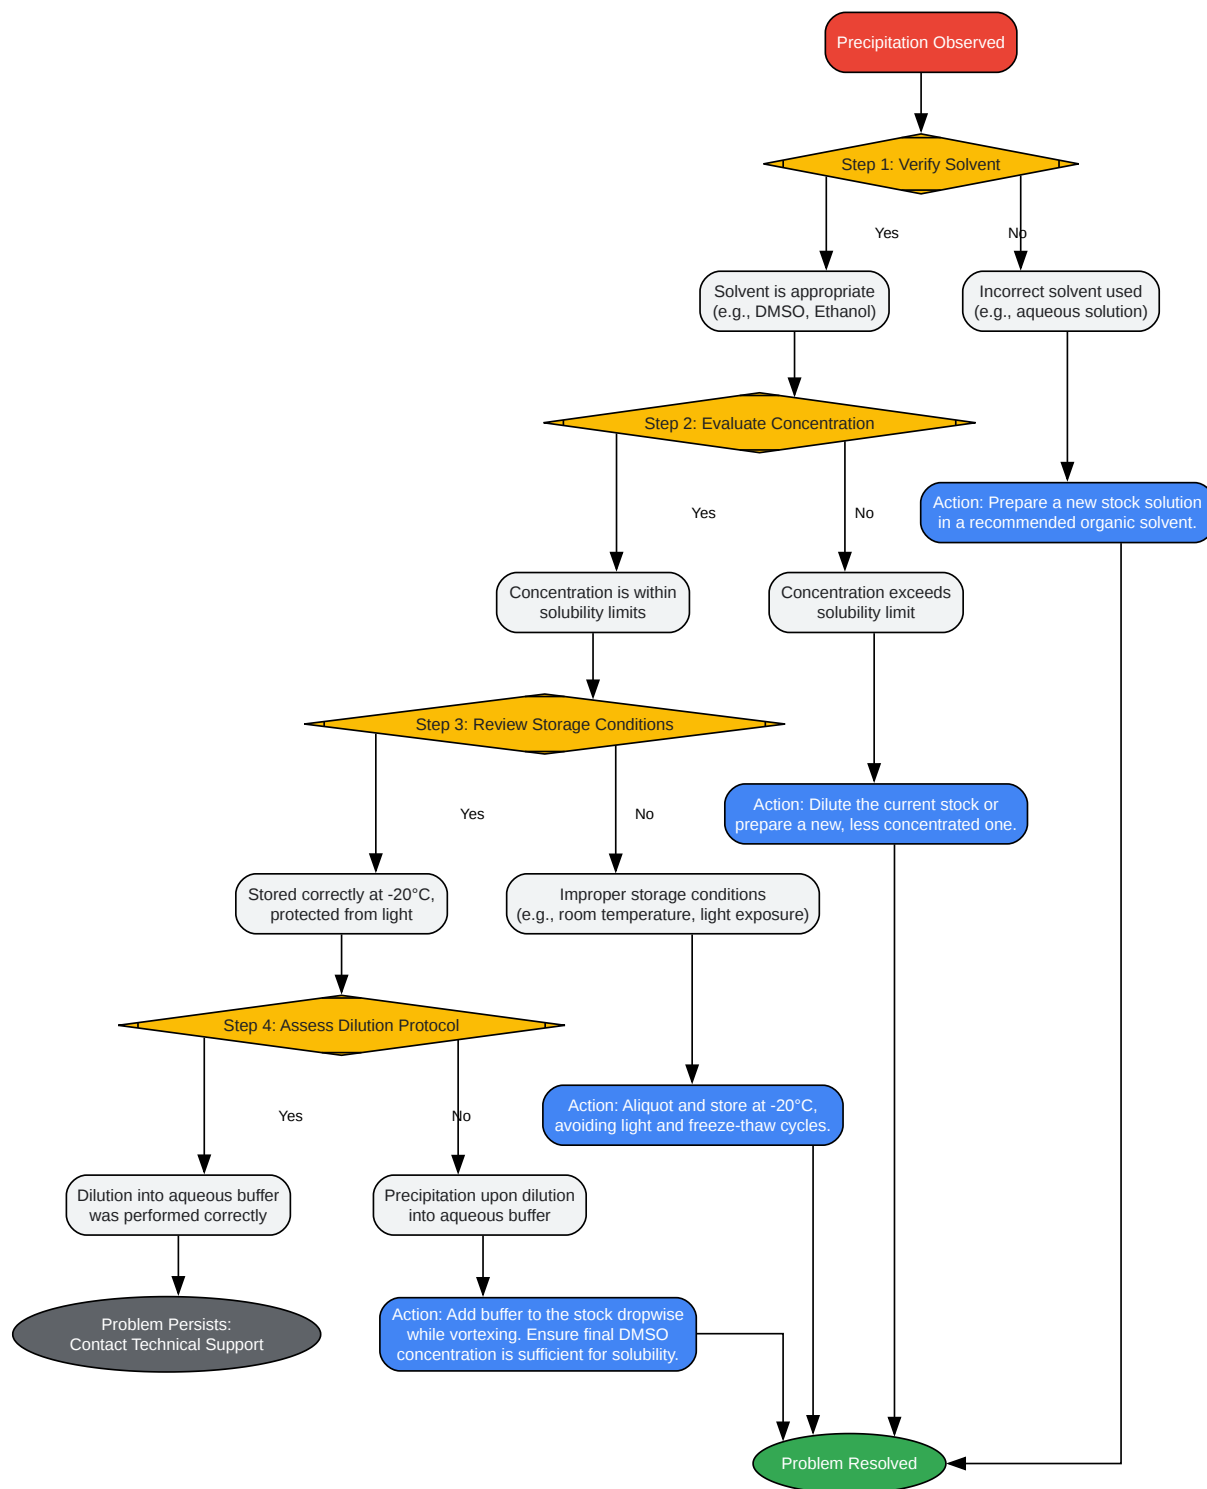 Precipitation Observed
Step 1: Verify Solvent
Yes
No
Solvent is appropriate
(e.g., DMSO, Ethanol)
Incorrect solvent used
(e.g., aqueous solution)
Step 2: Evaluate Concentration
Yes
No
Action: Prepare a new stock solution
in a recommended organic solvent.
Concentration is within
solubility limits
Concentration exceeds
solubility limit
Step 3: Review Storage Conditions
Yes
No
Action: Dilute the current stock or
prepare a new, less concentrated one.
Stored correctly at -20°C,
protected from light
Improper storage conditions
(e.g., room temperature, light exposure)
Step 4: Assess Dilution Protocol
Yes
No
Action: Aliquot and store at -20°C,
avoiding light and freeze-thaw cycles.
Dilution into aqueous buffer
was performed correctly
Precipitation upon dilution
into aqueous buffer
Problem Persists:
Contact Technical Support
Action: Add buffer to the stock dropwise
while vortexing. Ensure final DMSO
concentration is sufficient for solubility.
Problem Resolved